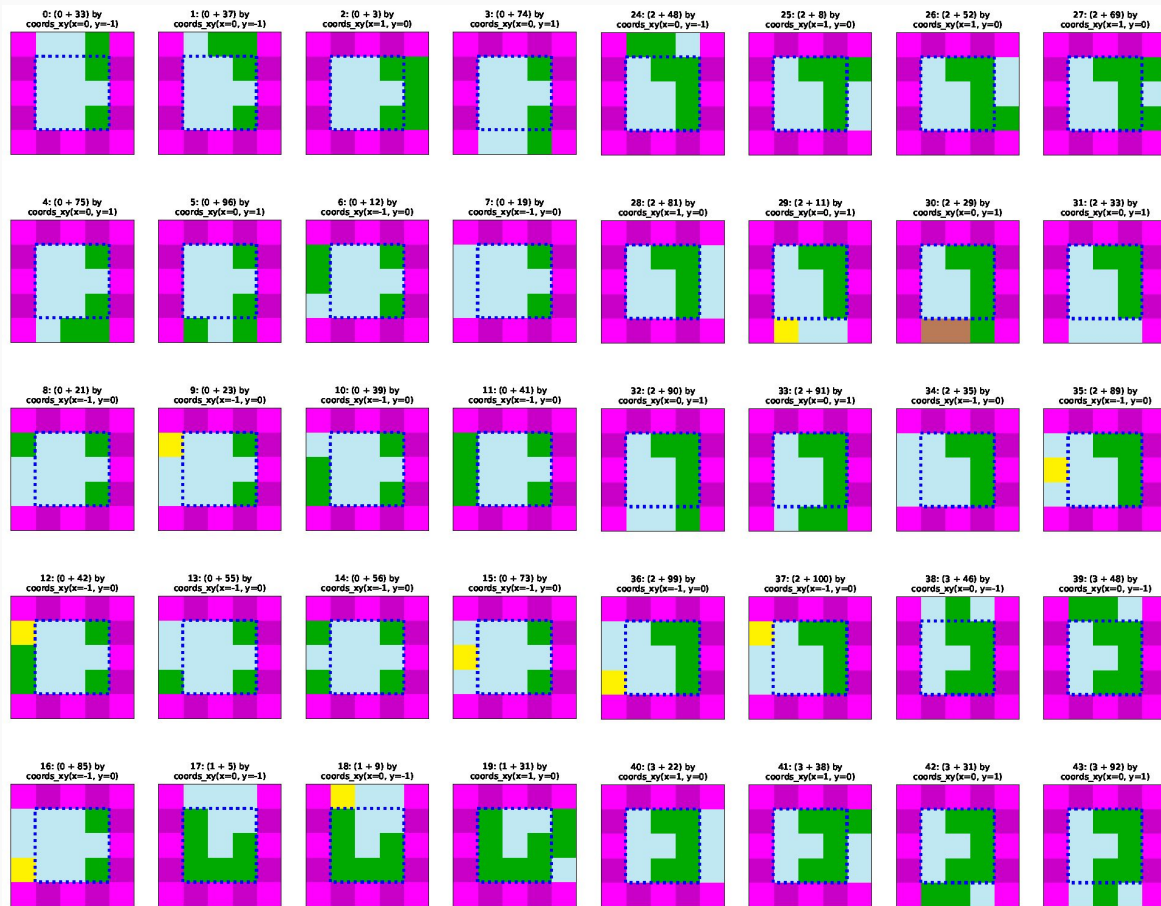 0: (0 + 33) by
coords_xy(x=0, y=-1)
1: (0 + 37) by
coords_xy(x=0, y=-1)
2: (0 + 3) by
coords_xy(x=1, y=0)
3: (0 + 74) by
coords_xy(x=0, y=1)
24: (2 + 48) by
coords_xy(x=0, y=-1)
25: (2 + 8) by
coords_xy(x=1, y=0)
26: (2 + 52) by
coords_xy(x=1, y=0)
27: (2 + 69) by
coords_xy(x=1, y=0)
4: (0 + 75) by
coords_xy(x=0, y=1)
5: (0 + 96) by
coords_xy(x=0, y=1)
6: (0 + 12) by
coords_xy(x=-1, y=0)
7: (0 + 19) by
coords_xy(x=-1, y=0)
28: (2 + 81) by
coords_xy(x=1, y=0)
29: (2 + 11) by
coords_xy(x=0, y=1)
30: (2 + 29) by
coords_xy(x=0, y=1)
31: (2 + 33) by
coords_xy(x=0, y=1)
8: (0 + 21) by
coords_xy(x=-1, y=0)
9: (0 + 23) by
coords_xy(x=-1, y=0)
10: (0 + 39) by
coords_xy(x=-1, y=0)
11: (0 + 41) by
coords_xy(x=-1, y=0)
32: (2 + 90) by
coords_xy(x=0, y=1)
33: (2 + 91) by
coords_xy(x=0, y=1)
34: (2 + 35) by
coords_xy(x=-1, y=0)
35: (2 + 89) by
coords_xy(x=-1, y=0)
12: (0 + 42) by
coords_xy(x=-1, y=0)
13: (0 + 55) by
coords_xy(x=-1, y=0)
14: (0 + 56) by
coords_xy(x=-1, y=0)
15: (0 + 73) by
coords_xy(x=-1, y=0)
36: (2 + 99) by
coords_xy(x=-1, y=0)
37: (2 + 100) by
coords_xy(x=-1, y=0)
38: (3 + 46) by
coords_xy(x=0, y=-1)
39: (3 + 48) by
coords_xy(x=0, y=-1)
16: (0 + 85) by
coords_xy(x=-1, y=0)
17: (1 + 5) by
coords_xy(x=0, y=-1)
18: (1 + 9) by
coords_xy(x=0, y=-1)
19: (1 + 31) by
coords_xy(x=1, y=0)
40: (3 + 22) by
coords_xy(x=1, y=0)
41: (3 + 38) by
coords_xy(x=1, y=0)
42: (3 + 31) by
coords_xy(x=0, y=1)
43: (3 + 92) by
coords_xy(x=0, y=1)